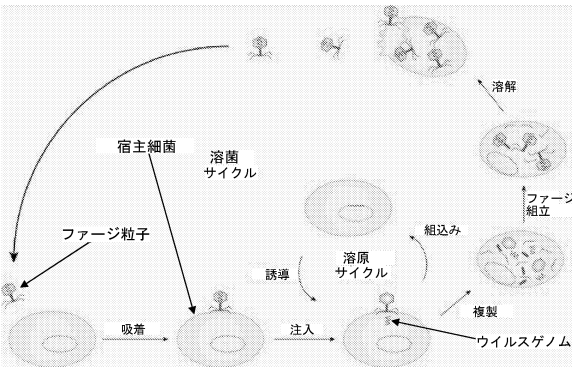 溶解
宿主細菌
溶菌
サイクル
ファージ
組立
ファージ粒子
組込み
溶原
サイクル
誘導
複製
吸着
注入
ウイルスゲノム